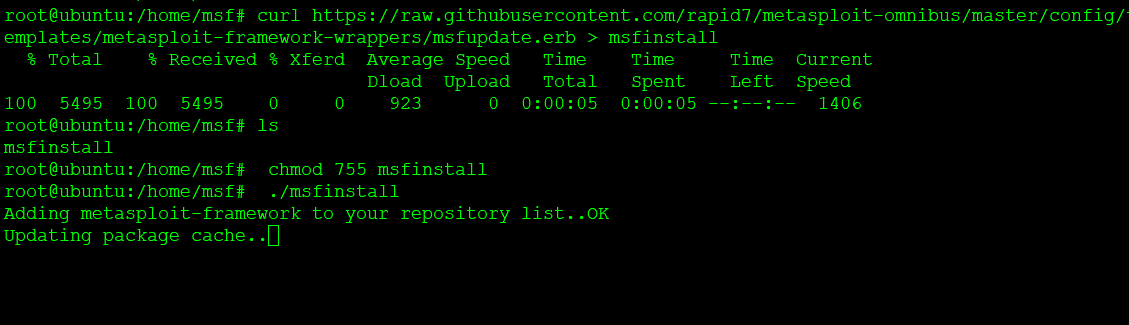 root@ubuntu:/home/msf# curl https://raw.githubusercontent.com/rapid7/metasploit-omnibus/master/config/t
emplates/metasploit-framework-wrappers/msfupdate.erb > msfinstall
% Total % Received % Xferd Average Speed Time Time Time Current
Dload Upload Total Spent Left Speed
100 5495 100 5495 0 0 923 0 0:00:05 0:00:05 --:--:-- 1406
root@ubuntu:/home/msf# ls
msfinstall
root@ubuntu:/home/msf#  chmod 755 msfinstall
root@ubuntu:/home/msf#  ./msfinstall
Adding metasploit-framework to your repository list..OK
Updating package cache..